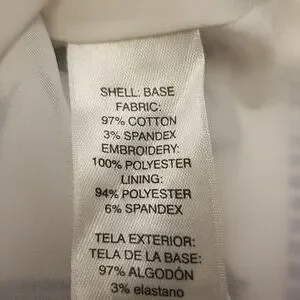 SHELL: BASE
FABRIC:
97% COTTON
3% SPANDEX
EMBROIDERY:
100% POLYESTER
LINING:
94% POLYESTER
6% SPANDEX
TELA EXTERIOR:
TELA DE LA BASE:
97% ALGODÓN
3% elastano